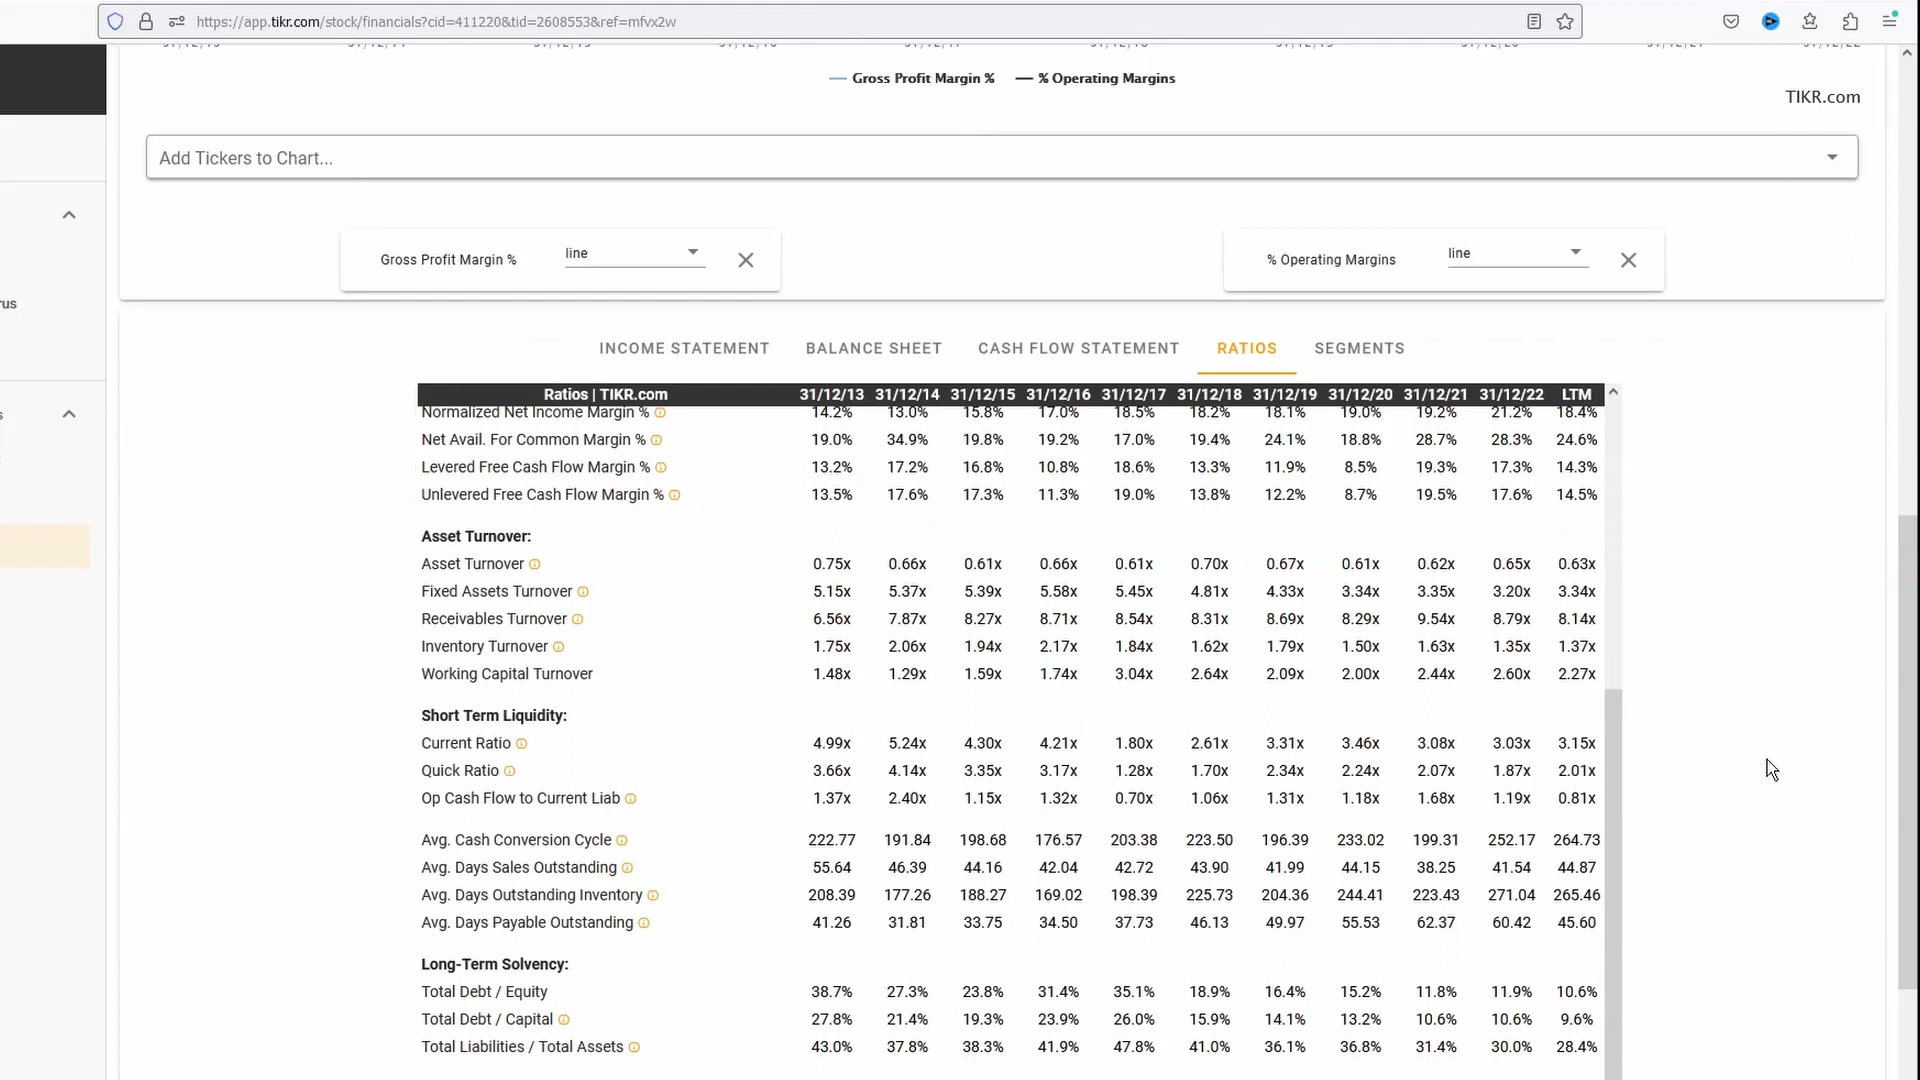 https://app.tikr.com/stock/financials?cid=411220&tid=2608553&ref=mfvx2w
Gross Profit Margin % % Operating Margins
TIKR.com
Add Tickers to Chart...
Gross Profit Margin % line % Operating Margins line
rus
INCOME STATEMENT BALANCE SHEET CASH FLOW STATEMENT RATIOS SEGMENTS
Ratios | TIKR.com 31/12/13 31/12/14 31/12/15 31/12/16 31/12/17 31/12/18 31/12/19 31/12/20 31/12/21 31/12/22 LTM
Normalized Net Income Margin % 14.2% 13.0% 15.8% 17.0% 18.5% 18.2% 18.1% 19.0% 19.2% 21.2% 18.4%
Net Avail. For Common Margin % 19.0% 34.9% 19.8% 19.2% 17.0% 19.4% 24.1% 18.8% 28.7% 28.3% 24.6%
Levered Free Cash Flow Margin % 13.2% 17.2% 16.8% 10.8% 18.6% 13.3% 11.9% 8.5% 19.3% 17.3% 14.3%
Unlevered Free Cash Flow Margin % 13.5% 17.6% 17.3% 11.3% 19.0% 13.8% 12.2% 8.7% 19.5% 17.6% 14.5%
Asset Turnover:
Asset Turnover 0.75x 0.66x 0.61x 0.66x 0.61x 0.70x 0.67x 0.61x 0.62x 0.65x 0.63x
Fixed Assets Turnover 5.15x 5.37x 5.39x 5.58x 5.45x 4.81x 4.33x 3.34x 3.35x 3.20x 3.34x
Receivables Turnover 6.56x 7.87x 8.27x 8.71x 8.54x 8.31x 8.69x 8.29x 9.54x 8.79x 8.14x
Inventory Turnover 1.75x 2.06x 1.94x 2.17x 1.84x 1.62x 1.79x 1.50x 1.63x 1.35x 1.37x
Working Capital Turnover 1.48x 1.29x 1.59x 1.74x 3.04x 2.64x 2.09x 2.00x 2.44x 2.60x 2.27x
Short Term Liquidity:
Current Ratio 4.99x 5.24x 4.30x 4.21x 1.80x 2.61x 3.31x 3.46x 3.08x 3.03x 3.15x
Quick Ratio 3.66x 4.14x 3.35x 3.17x 1.28x 1.70x 2.34x 2.24x 2.07x 1.87x 2.01x
Op Cash Flow to Current Liab 1.37x 2.40x 1.15x 1.32x 0.70x 1.06x 1.31x 1.18x 1.68x 1.19x 0.81x
Avg. Cash Conversion Cycle 222.77 191.84 198.68 176.57 203.38 223.50 196.39 233.02 199.31 252.17 264.73
Avg. Days Sales Outstanding 55.64 46.39 44.16 42.04 42.72 43.90 41.99 44.15 38.25 41.54 44.87
Avg. Days Outstanding Inventory 208.39 177.26 188.27 169.02 198.39 225.73 204.36 244.41 223.43 271.04 265.46
Avg. Days Payable Outstanding 41.26 31.81 33.75 34.50 37.73 46.13 49.97 55.53 62.37 60.42 45.60
Long-Term Solvency:
Total Debt / Equity 38.7% 27.3% 23.8% 31.4% 35.1% 18.9% 16.4% 15.2% 11.8% 11.9% 10.6%
Total Debt / Capital 27.8% 21.4% 19.3% 23.9% 26.0% 15.9% 14.1% 13.2% 10.6% 10.6% 9.6%
Total Liabilities / Total Assets 43.0% 37.8% 38.3% 41.9% 47.8% 41.0% 36.1% 36.8% 31.4% 30.0% 28.4%